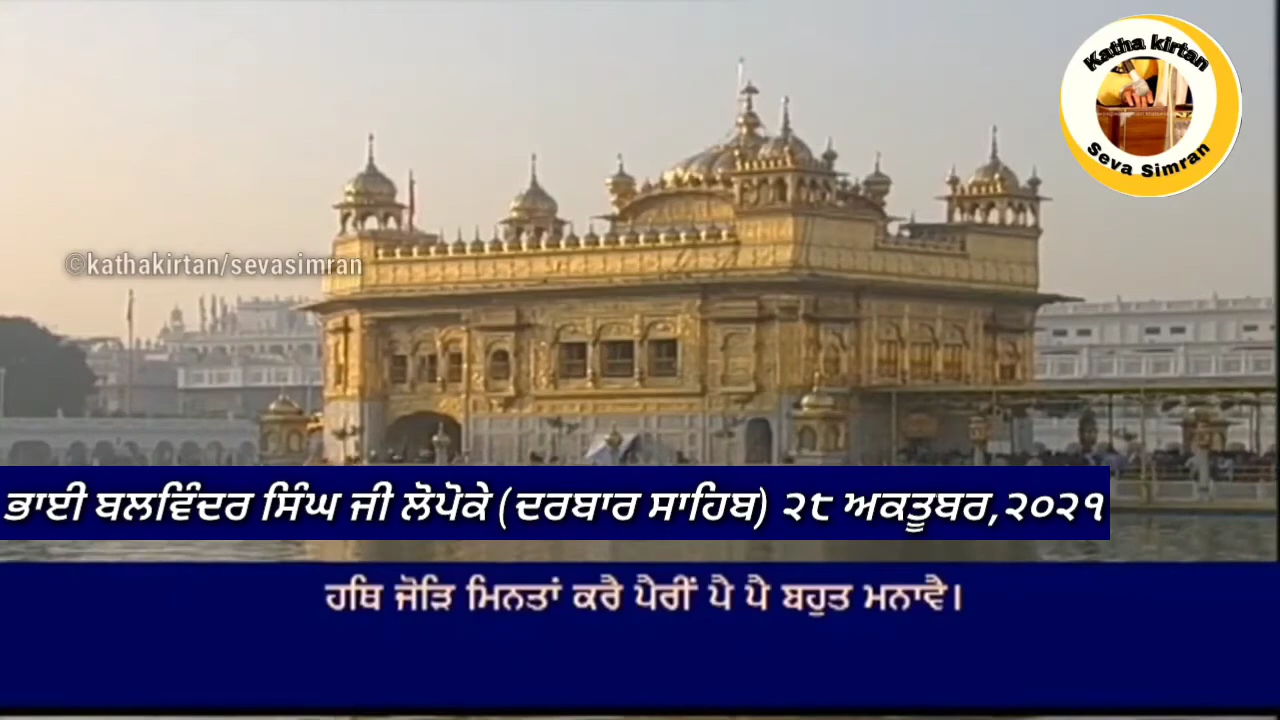 Katha kirtan
Seva Simran
©kathakirtan/sevasimran
ਭਾਈ ਬਲਵਿੰਦਰ ਸਿੰਘ ਜੀ ਲੋਪੋਕੇ (ਦਰਬਾਰ ਸਾਹਿਬ) ੨੮ ਅਕਤੂਬਰ,੨੦੨੧
ਹਥਿ ਜੋੜਿ ਮਿਨਤਾਂ ਕਰੈ ਪੈਰੀਂ ਪੈ ਪੈ ਬਹੁਤ ਮਨਾਵੈ।